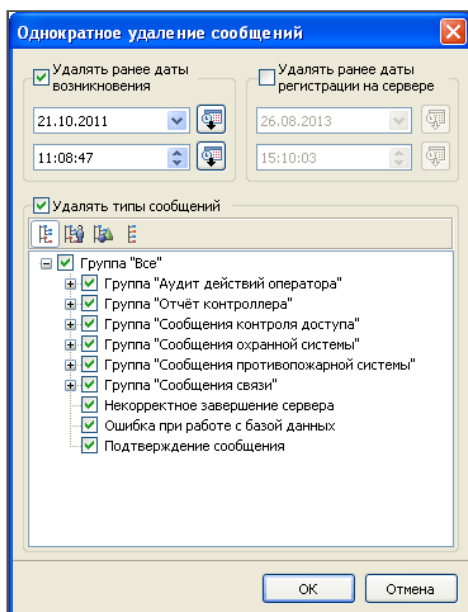 Однократное удаление сообщений
Удалять ранее даты
возникновения
Удалять ранее даты
регистрации на сервере
21.10.2011
26.08.2013
11:08:47
15:10:03
Удалять типы сообщений
Группа "Все"
Группа "Аудит действий оператора"
Группа "Отчёт контроллера"
Группа "Сообщения контроля доступа"
Группа "Сообщения охранной системы"
Группа "Сообщения противопожарной системы"
Группа "Сообщения связи"
Некорректное завершение сервера
Ошибка при работе с базой данных
Подтверждение сообщения
ОК
Отмена